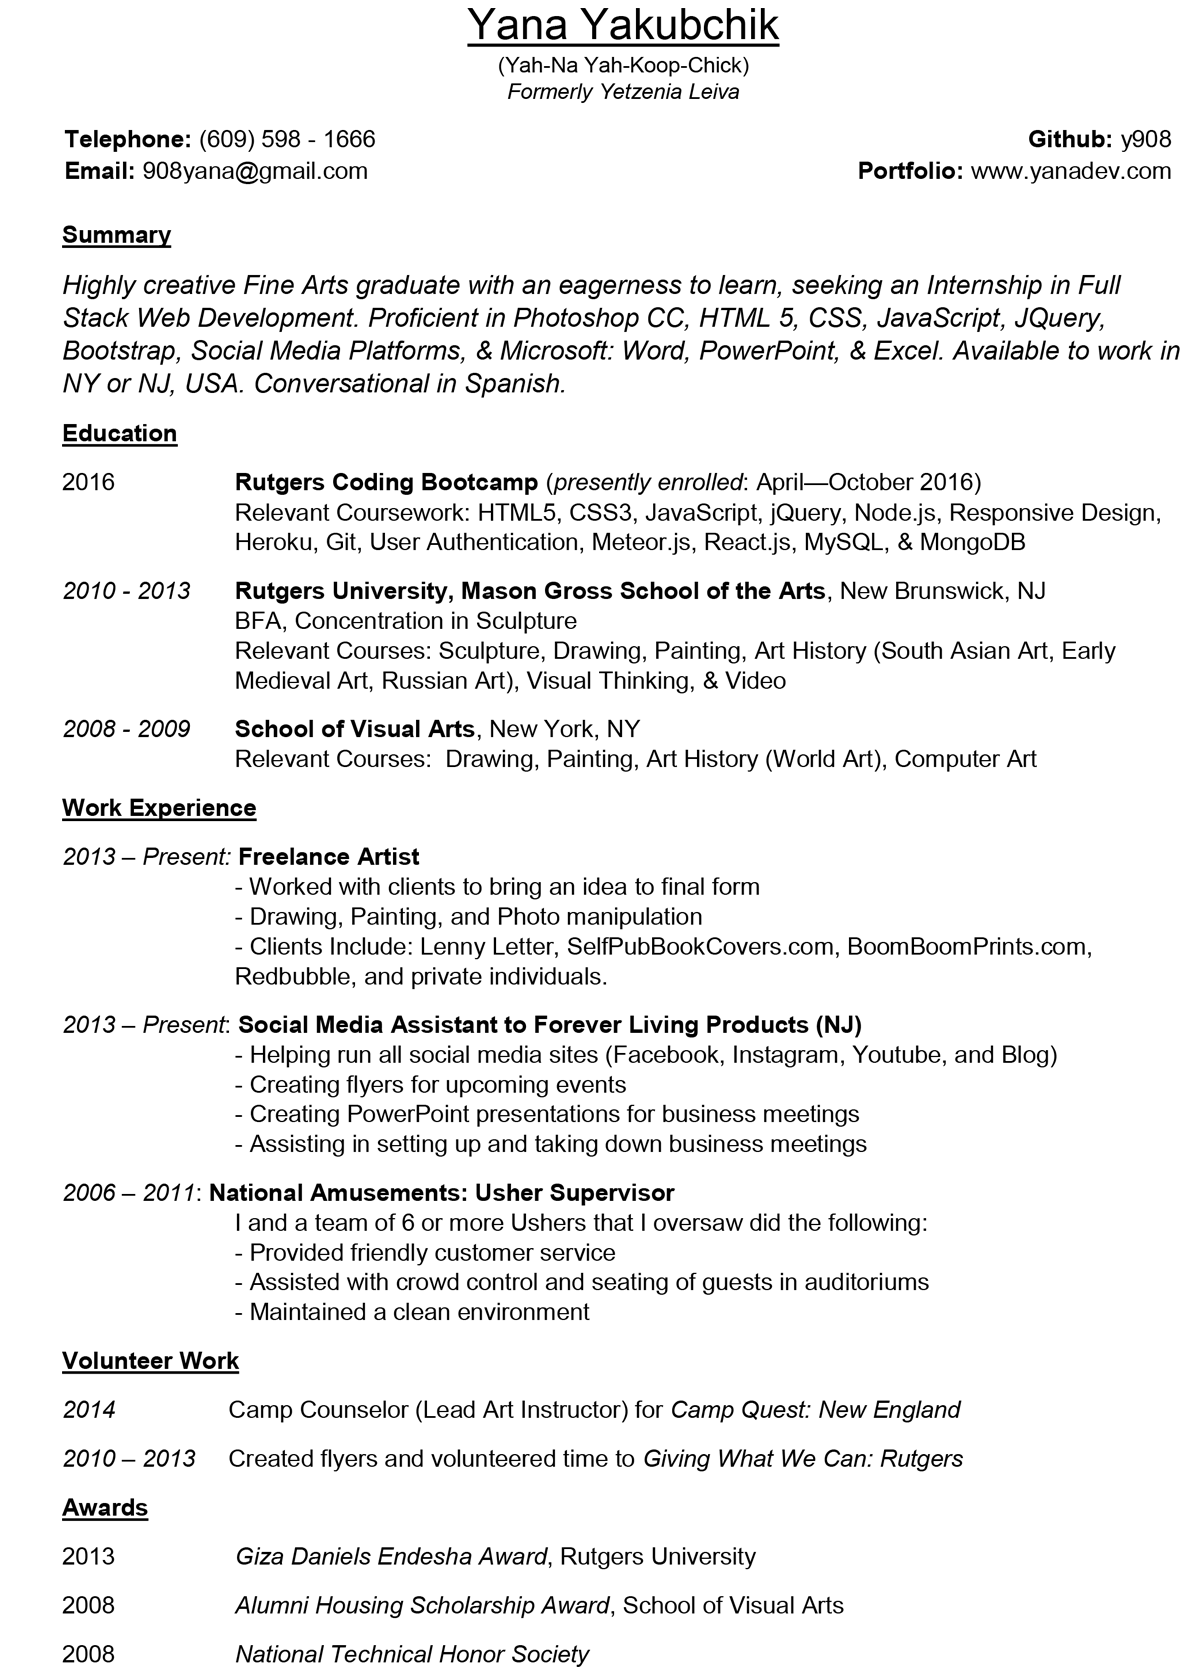 Yana Yakubchik
(Yah-Na Yah-Koop-Chick)
Formerly Yetzenia Leiva
Telephone: (609) 598 - 1666
Github: y908
Email: 908yana@gmail.com
Portfolio: www.yanadev.com
Summary
Highly creative Fine Arts graduate with an eagerness to learn, seeking an Internship in Full
Stack Web Development. Proficient in Photoshop CC, HTML 5, CSS, JavaScript, JQuery,
Bootstrap, Social Media Platforms, & Microsoft: Word, PowerPoint, & Excel. Available to work in
NY or NJ, USA. Conversational in Spanish.
Education
2016 Rutgers Coding Bootcamp (presently enrolled: April—October 2016)
Relevant Coursework: HTML5, CSS3, JavaScript, jQuery, Node.js, Responsive Design,
Heroku, Git, User Authentication, Meteor.js, React.js, MySQL, & MongoDB
2010 - 2013 Rutgers University, Mason Gross School of the Arts, New Brunswick, NJ
BFA, Concentration in Sculpture
Relevant Courses: Sculpture, Drawing, Painting, Art History (South Asian Art, Early
Medieval Art, Russian Art), Visual Thinking, & Video
2008 - 2009 School of Visual Arts, New York, NY
Relevant Courses: Drawing, Painting, Art History (World Art), Computer Art
Work Experience
2013 – Present: Freelance Artist
- Worked with clients to bring an idea to final form
- Drawing, Painting, and Photo manipulation
- Clients Include: Lenny Letter, SelfPubBookCovers.com, BoomBoomPrints.com,
Redbubble, and private individuals.
2013 – Present: Social Media Assistant to Forever Living Products (NJ)
- Helping run all social media sites (Facebook, Instagram, Youtube, and Blog)
- Creating flyers for upcoming events
- Creating PowerPoint presentations for business meetings
- Assisting in setting up and taking down business meetings
2006 – 2011: National Amusements: Usher Supervisor
I and a team of 6 or more Ushers that I oversaw did the following:
- Provided friendly customer service
- Assisted with crowd control and seating of guests in auditoriums
- Maintained a clean environment
Volunteer Work
2014 Camp Counselor (Lead Art Instructor) for Camp Quest: New England
2010 – 2013 Created flyers and volunteered time to Giving What We Can: Rutgers
Awards
2013 Giza Daniels Endesha Award, Rutgers University
2008 Alumni Housing Scholarship Award, School of Visual Arts
2008 National Technical Honor Society